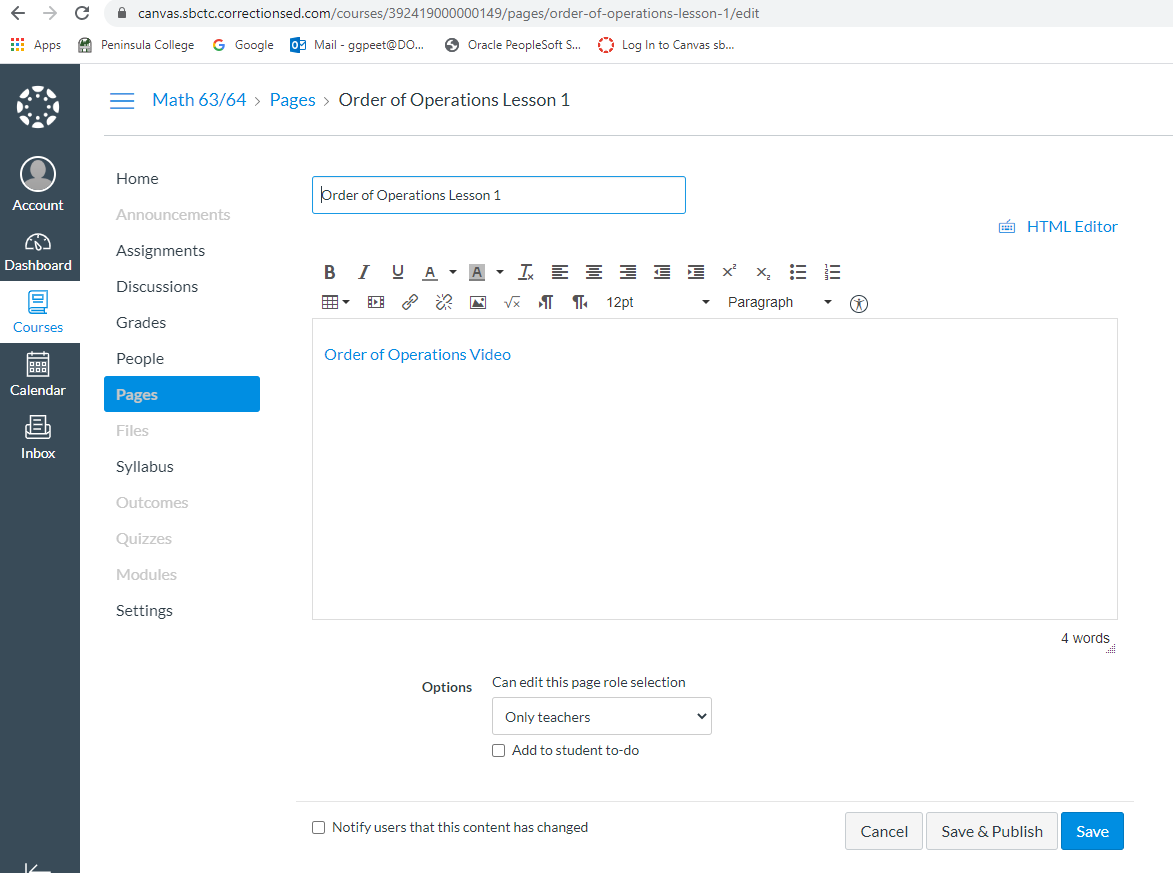 canvas.sbctc.correctionsed.com/courses/392419000000149/pages/order-of-operations-lesson-1/edit
Apps Peninsula College Google Mail - ggpeet@DO... Oracle PeopleSoft S... Log In to Canvas sb...
Math 63/64 › Pages › Order of Operations Lesson 1
Account
Dashboard
Courses
Calendar
Inbox
Home
Announcements
Assignments
Discussions
Grades
People
Pages
Files
Syllabus
Outcomes
Quizzes
Modules
Settings
Order of Operations Lesson 1
HTML Editor
12pt Paragraph
Order of Operations Video
4 words
Options Can edit this page role selection
Only teachers
Add to student to-do
Notify users that this content has changed
Cancel Save & Publish Save